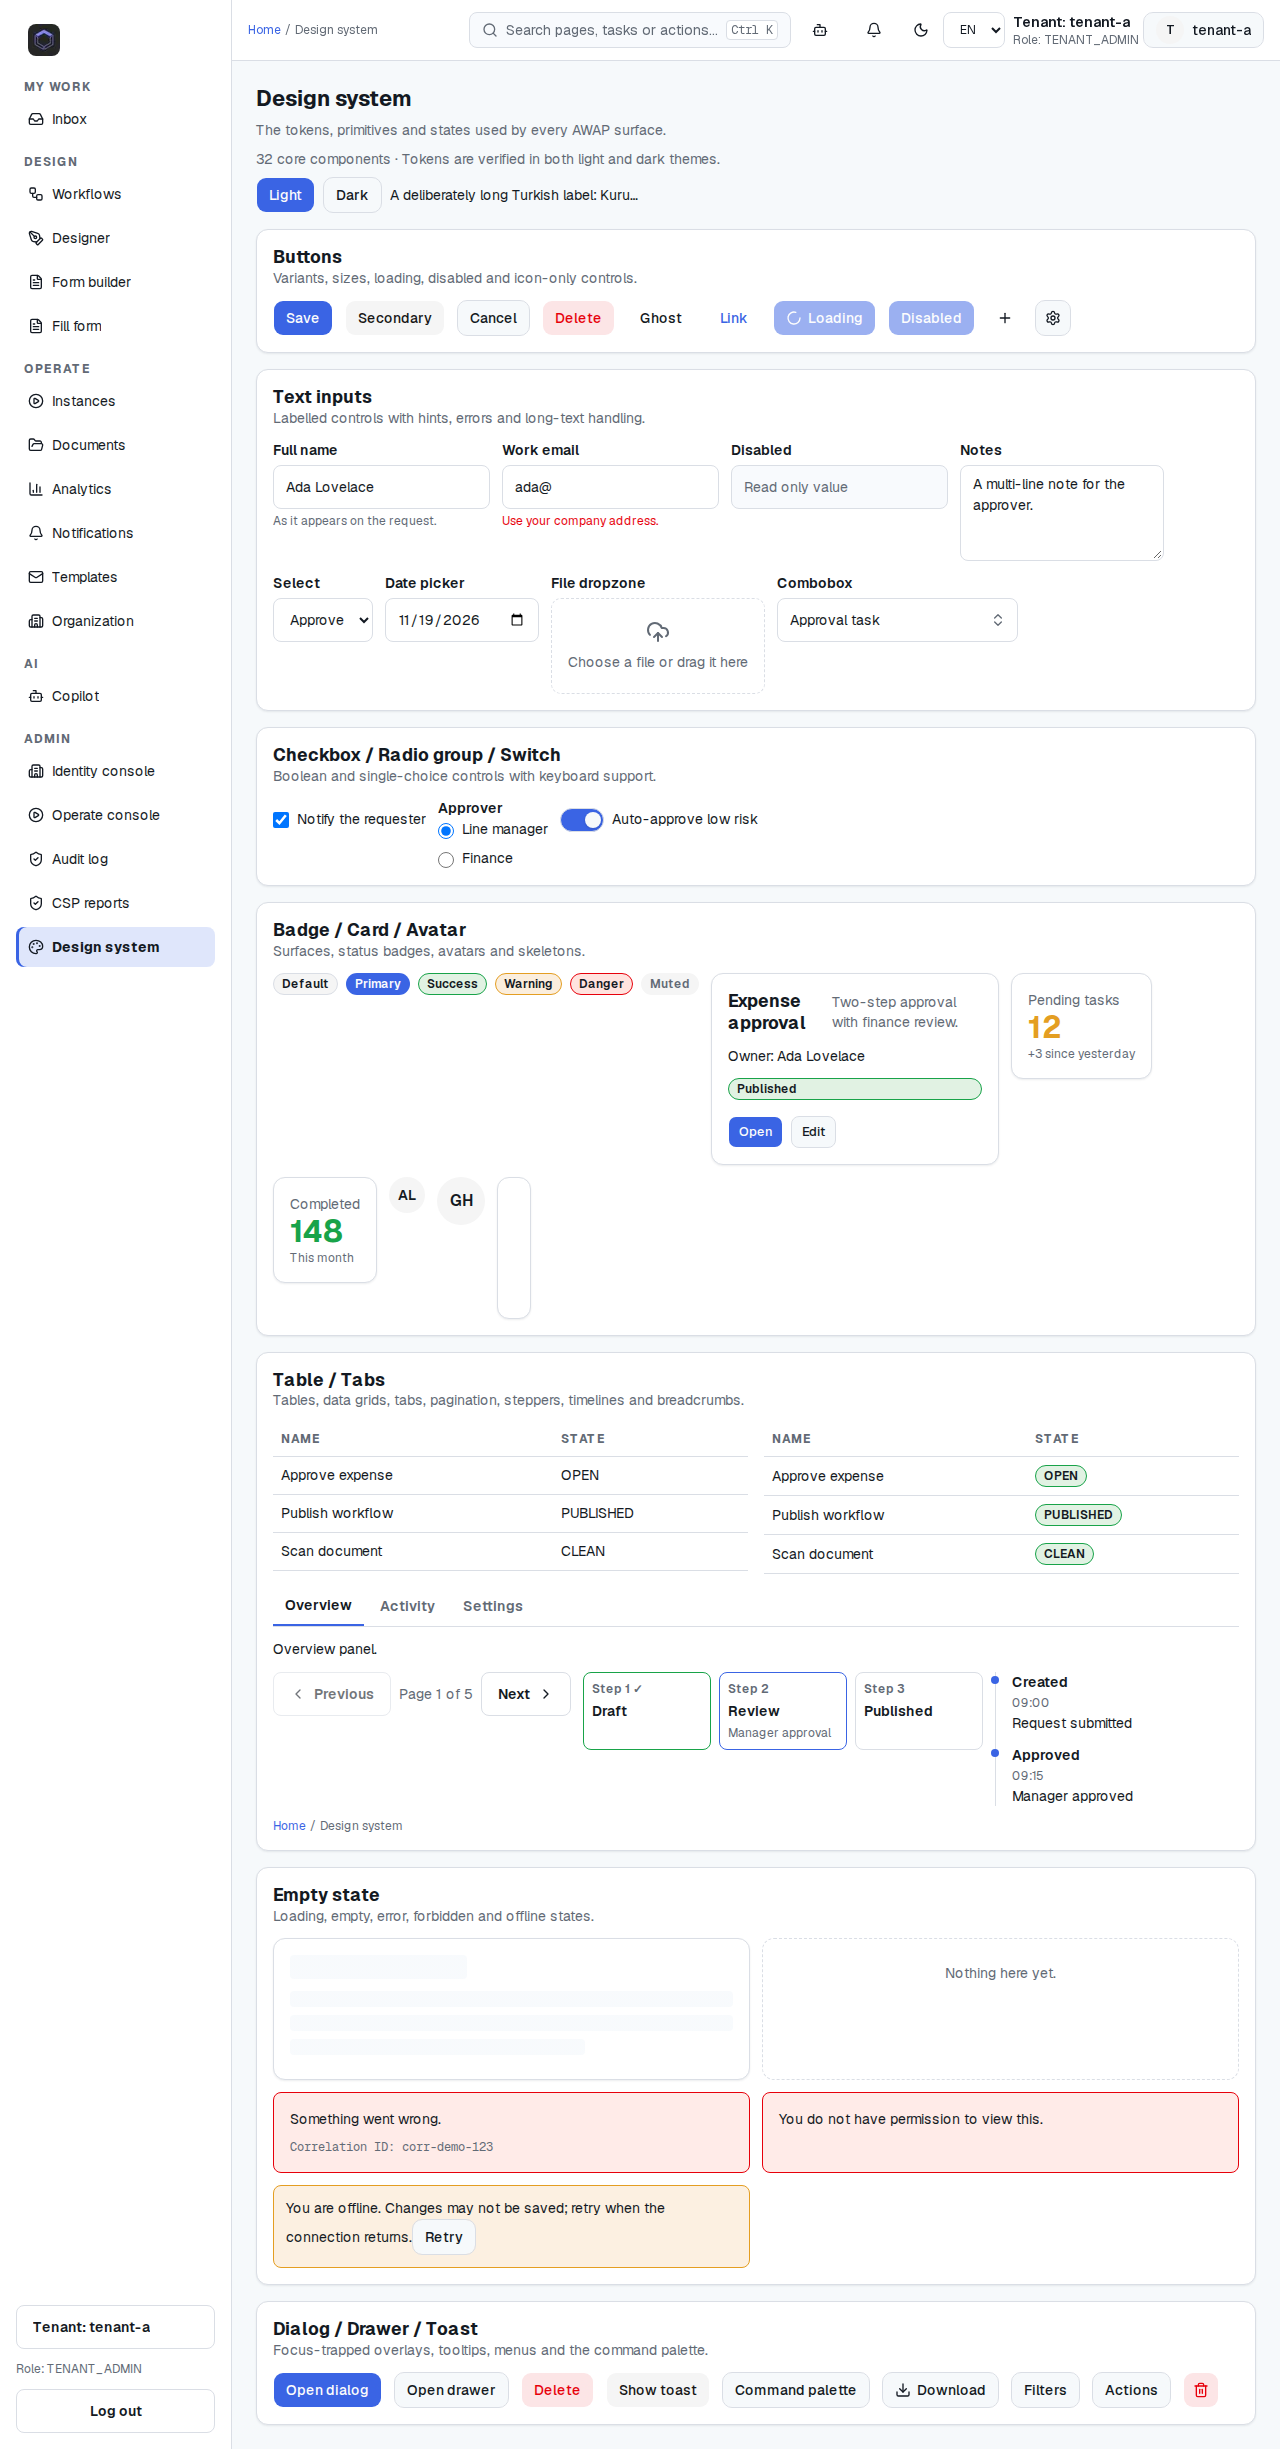 Home / Design system
Search pages, tasks or actions...
Ctrl K
EN
Tenant: tenant-a
Role: TENANT_ADMIN
T
tenant-a
MY WORK
Inbox
DESIGN
Workflows
Designer
Form builder
Fill form
OPERATE
Instances
Documents
Analytics
Notifications
Templates
Organization
AI
Copilot
ADMIN
Identity console
Operate console
Audit log
CSP reports
Design system
Tenant: tenant-a
Role: TENANT_ADMIN
Log out
Design system
The tokens, primitives and states used by every AWAP surface.
32 core components · Tokens are verified in both light and dark themes.
Light
Dark
A deliberately long Turkish label: Kuru...
Buttons
Variants, sizes, loading, disabled and icon-only controls.
Save
Secondary
Cancel
Delete
Ghost
Link
Loading
Disabled
Text inputs
Labelled controls with hints, errors and long-text handling.
Full name
Ada Lovelace
As it appears on the request.
Work email
ada@
Use your company address.
Disabled
Read only value
Notes
A multi-line note for the
approver.
Select
Approve
Date picker
11/19/2026
File dropzone
Choose a file or drag it here
Combobox
Approval task
Checkbox / Radio group / Switch
Boolean and single-choice controls with keyboard support.
Notify the requester
Approver
Line manager
Finance
Auto-approve low risk
Badge / Card / Avatar
Surfaces, status badges, avatars and skeletons.
Default
Primary
Success
Warning
Danger
Muted
Expense
approval
Two-step approval
with finance review.
Owner: Ada Lovelace
Published
Open
Edit
Pending tasks
12
+3 since yesterday
Completed
148
This month
AL
GH
Table / Tabs
Tables, data grids, tabs, pagination, steppers, timelines and breadcrumbs.
NAME STATE
Approve expense OPEN
Publish workflow PUBLISHED
Scan document CLEAN
NAME STATE
Approve expense OPEN
Publish workflow PUBLISHED
Scan document CLEAN
Overview
Activity
Settings
Overview panel.
Previous
Page 1 of 5
Next
Step 1 ✓
Draft
Step 2
Review
Manager approval
Step 3
Published
Created
09:00
Request submitted
Approved
09:15
Manager approved
Home / Design system
Empty state
Loading, empty, error, forbidden and offline states.
Nothing here yet.
Something went wrong.
Correlation ID: corr-demo-123
You do not have permission to view this.
You are offline. Changes may not be saved; retry when the
connection returns.
Retry
Dialog / Drawer / Toast
Focus-trapped overlays, tooltips, menus and the command palette.
Open dialog
Open drawer
Delete
Show toast
Command palette
Download
Filters
Actions